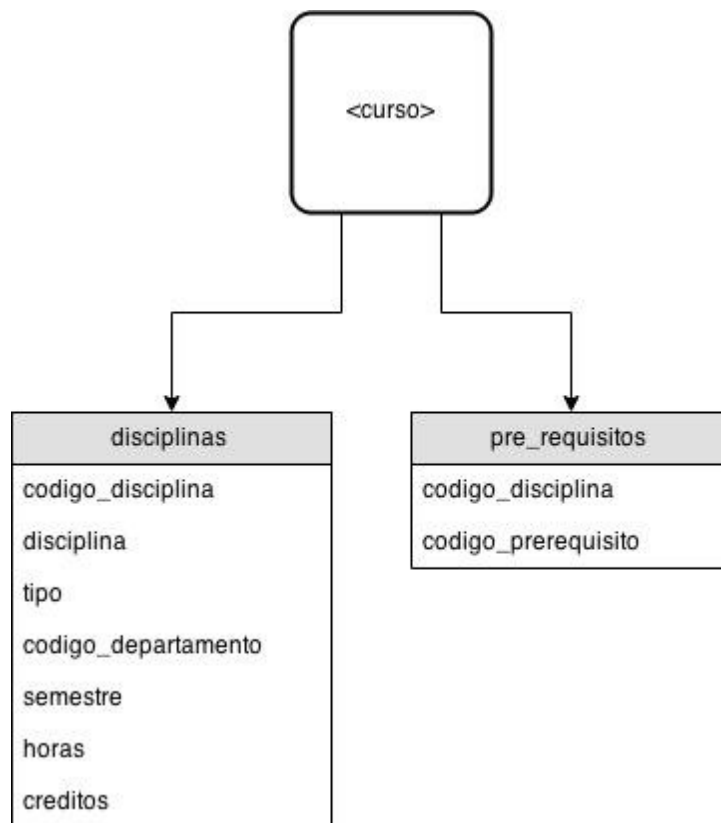 <curso>
disciplinas
codigo_disciplina
disciplina
tipo
codigo_departamento
semestre
horas
creditos
pre_requisitos
codigo_disciplina
codigo_prerequisito